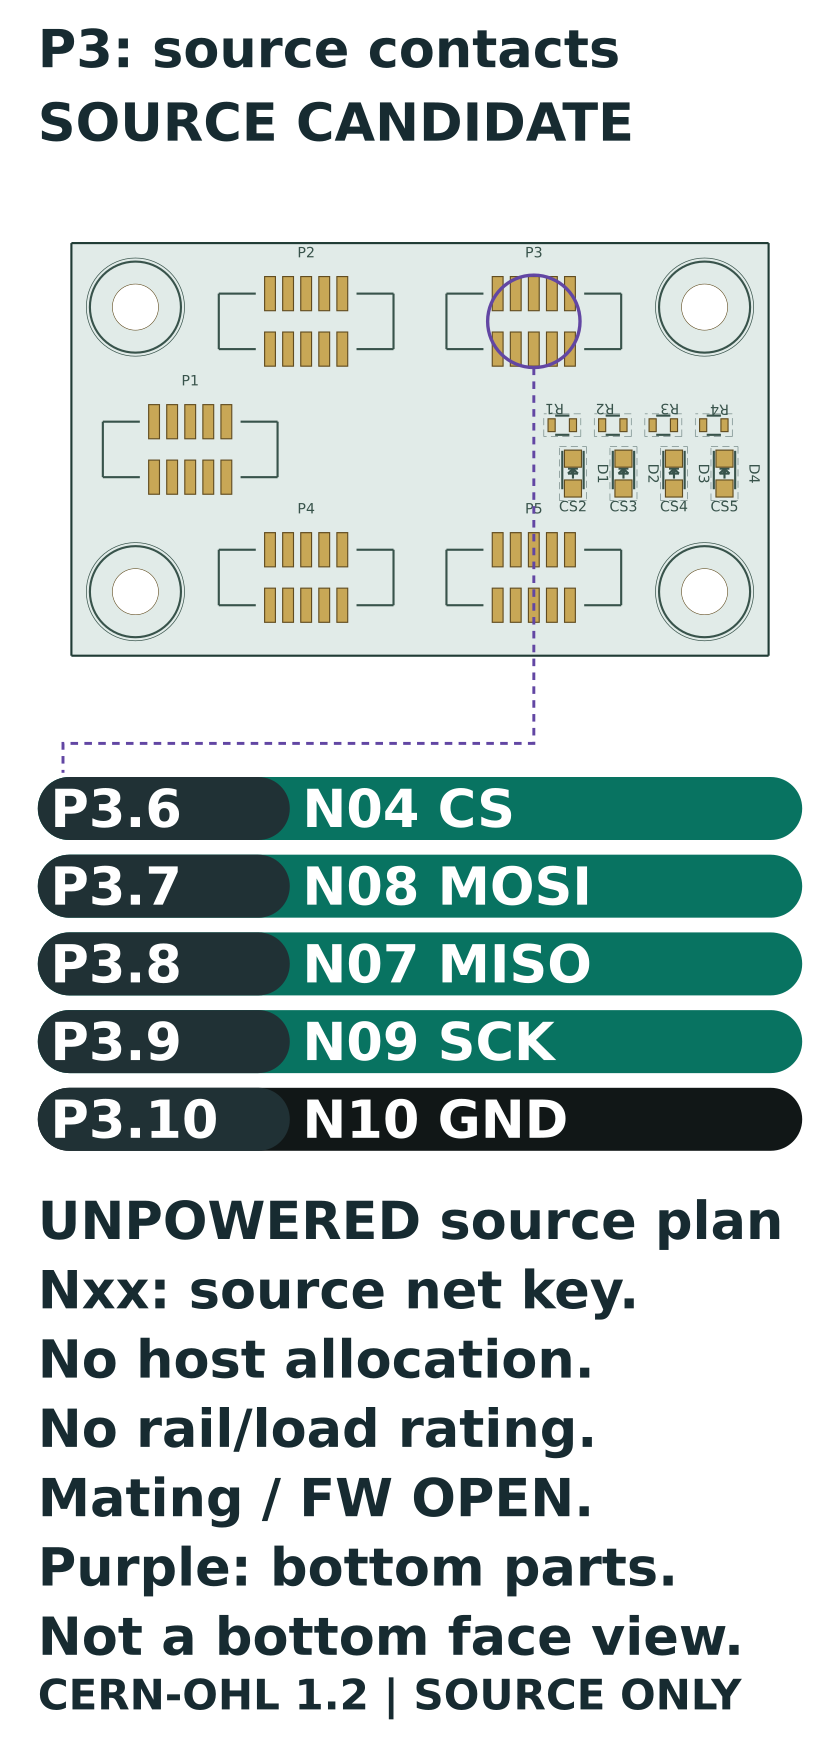 P3: source contacts
SOURCE CANDIDATE
P2
P3
P1
R1
R2
R3
R4
D1
D2
D3
D4
P4
P5
CS2
CS3
CS4
CS5
P3.6 N04 CS
P3.7 N08 MOSI
P3.8 N07 MISO
P3.9 N09 SCK
P3.10 N10 GND
UNPOWERED source plan
Nxx: source net key.
No host allocation.
No rail/load rating.
Mating / FW OPEN.
Purple: bottom parts.
Not a bottom face view.
CERN-OHL 1.2 | SOURCE ONLY